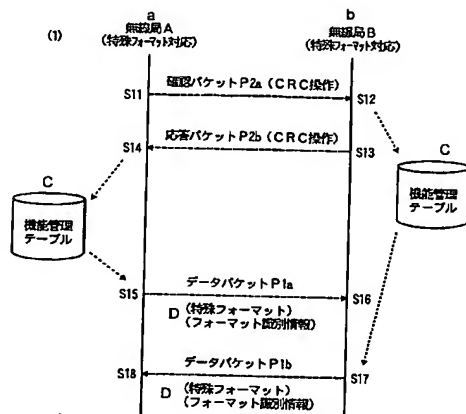 (1)
a
無線局A
(特殊フォーマット対応)
b
無線局B
(特殊フォーマット対応)
S11
確認パケットP2a (CRC操作)
S12
S14
応答パケットP2b (CRC操作)
S13
C
機能管理
テーブル
C
機能管理
テーブル
S15
データパケットP1a
S16
D (特殊フォーマット)
(フォーマット識別情報)
S18
データパケットP1b
S17
D (特殊フォーマット)
(フォーマット識別情報)